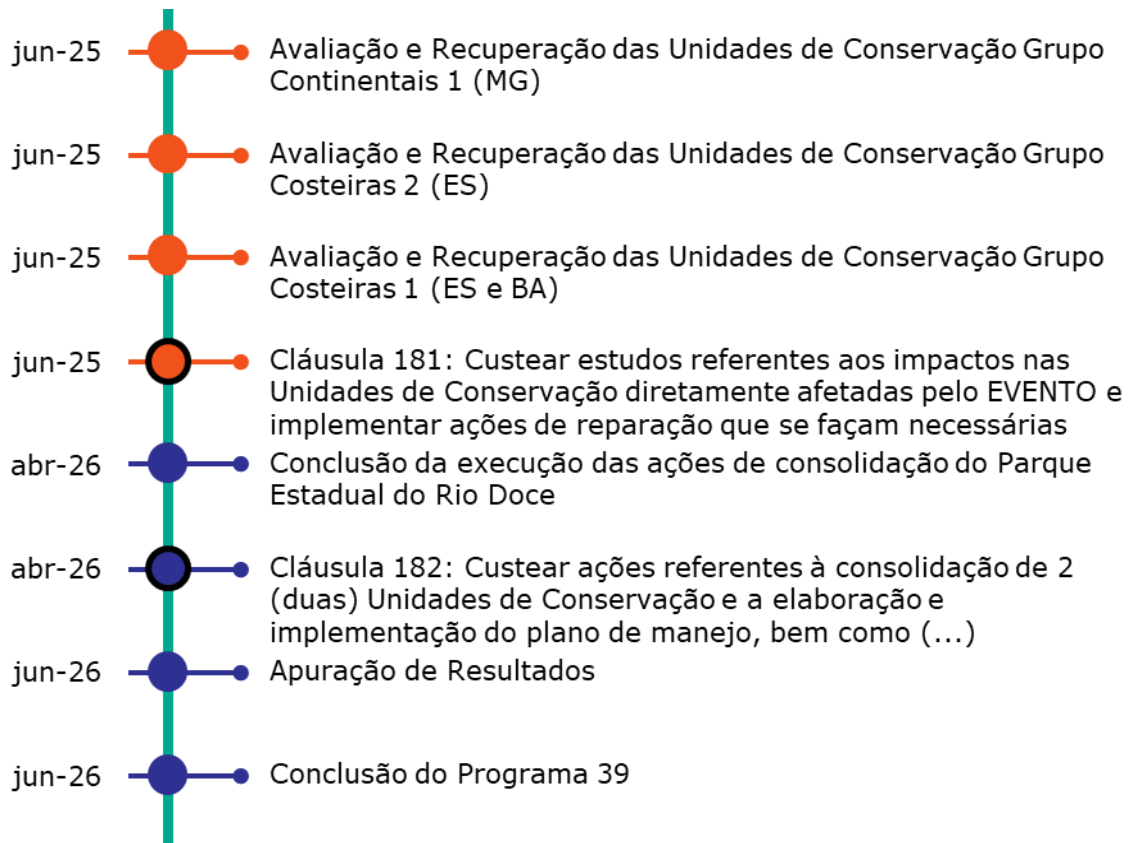 jun-25
Avaliação e Recuperação das Unidades de Conservação Grupo
Continentais 1 (MG)
jun-25
Avaliação e Recuperação das Unidades de Conservação Grupo
Costeiras 2 (ES)
jun-25
Avaliação e Recuperação das Unidades de Conservação Grupo
Costeiras 1 (ES e BA)
jun-25
Cláusula 181: Custear estudos referentes aos impactos nas
Unidades de Conservação diretamente afetadas pelo EVENTO e
implementar ações de reparação que se façam necessárias
abr-26
Conclusão da execução das ações de consolidação do Parque
Estadual do Rio Doce
abr-26
Cláusula 182: Custear ações referentes à consolidação de 2
(duas) Unidades de Conservação e a elaboração e
implementação do plano de manejo, bem como (...)
jun-26
Apuração de Resultados
jun-26
Conclusão do Programa 39